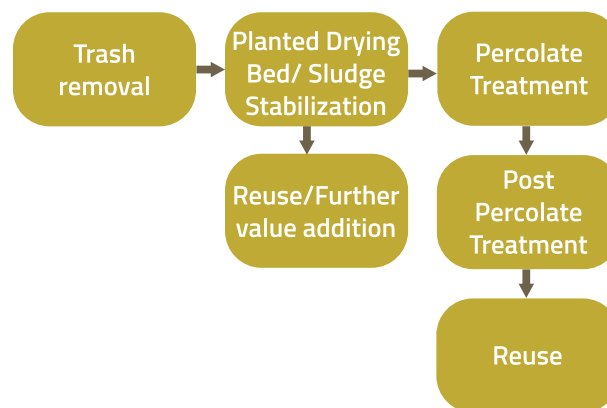 Trash
removal
Planted Drying
Bed/ Sludge
Stabilization
Percolate
Treatment
Reuse/Further
value addition
Post
Percolate
Treatment
Reuse